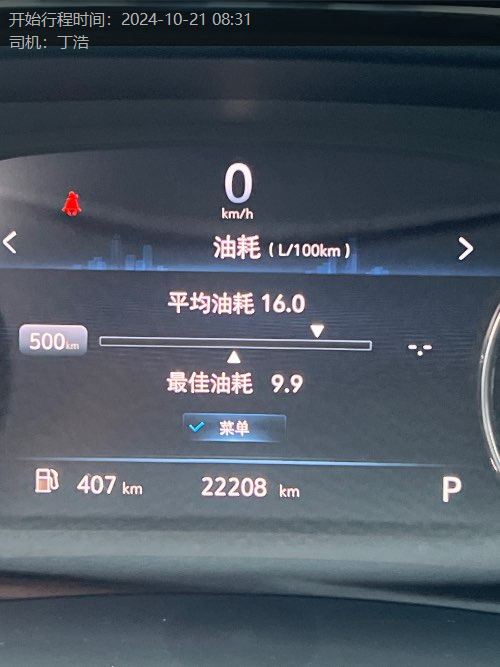 开始行程时间：2024-10-21 08:31
司机：丁浩
0
km/h
油耗（L/100km）
平均油耗 16.0
500km
--.-
最佳油耗 9.9
菜单
407 km 22208 km P